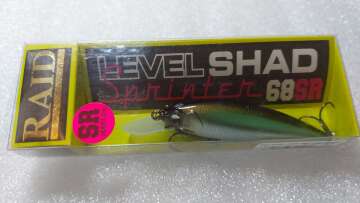 RAID
LEVEL SHAD
Sprinter 68SR
SR